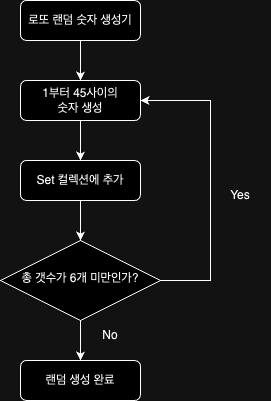 로또 랜덤 숫자 생성기
1부터 45사이의
숫자 생성
Set 컬렉션에 추가
Yes
총 갯수가 6개 미만인가?
No
랜덤 생성 완료